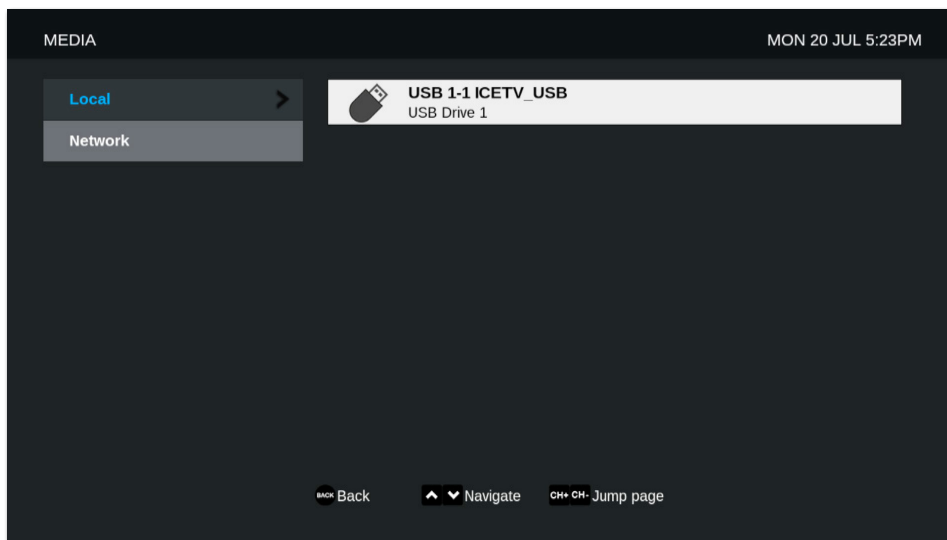 MEDIA MON 20 JUL 5:23PM
Local
USB 1-1 ICETV_USB
USB Drive 1
Network
BACK Back Navigate CH+ CH- Jump page